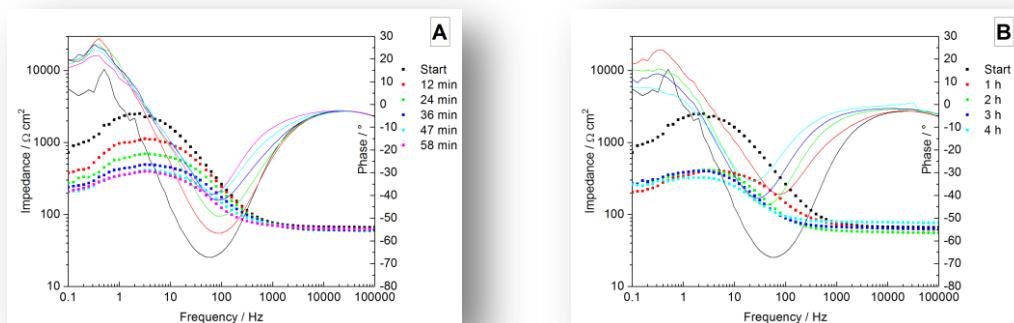 A
Impedance / Ω cm²
10000
1000
100
10
0.1 1 10 100 1000 10000 100000
Frequency / Hz
Phase / °
30
20
10
0
-10
-20
-30
-40
-50
-60
-70
-80
Start
12 min
24 min
36 min
47 min
58 min
B
Impedance / Ω cm²
10000
1000
100
10
0.1 1 10 100 1000 10000 100000
Frequency / Hz
Phase / °
30
20
10
0
-10
-20
-30
-40
-50
-60
-70
-80
Start
1 h
2 h
3 h
4 h